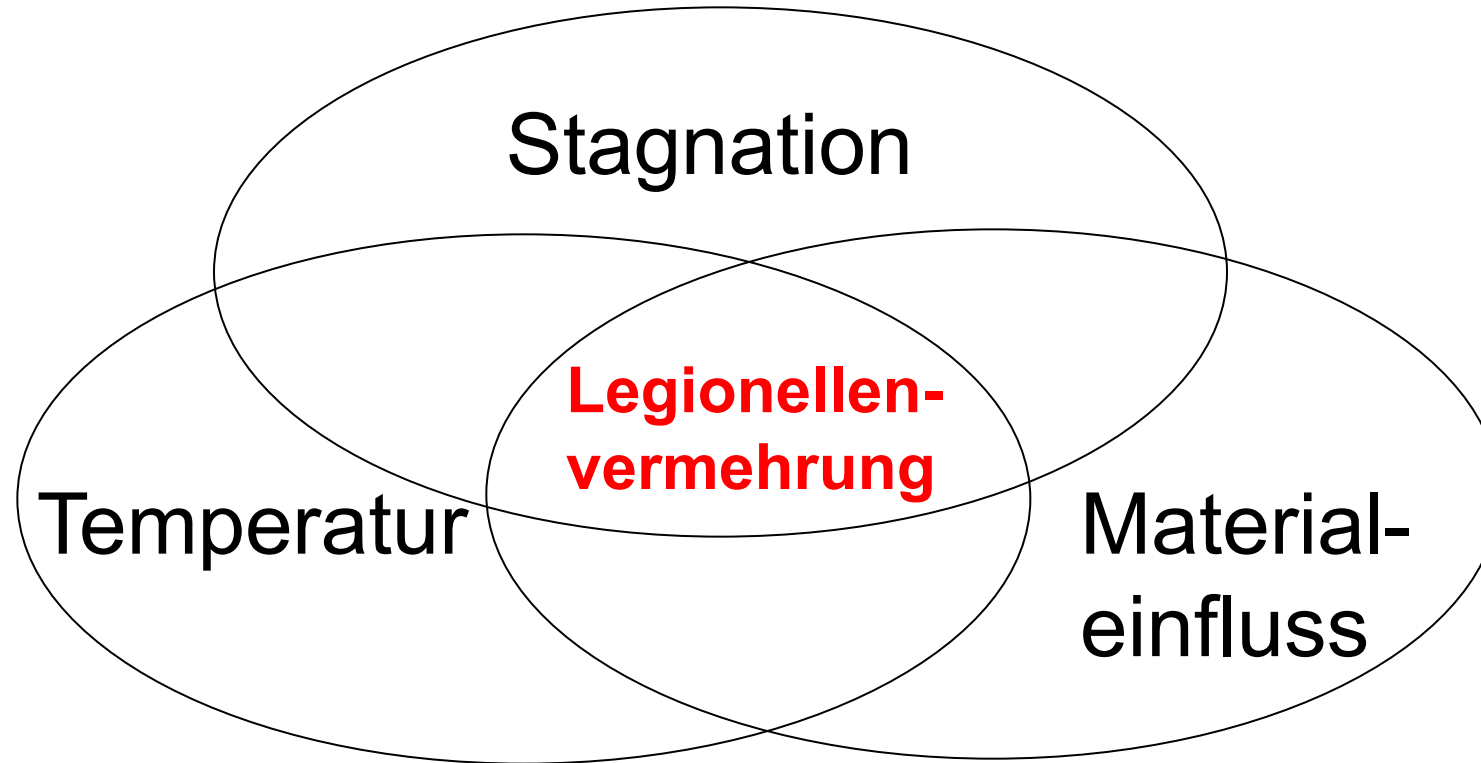 Stagnation
Legionellen-
vermehrung
Temperatur
Material-
einfluss